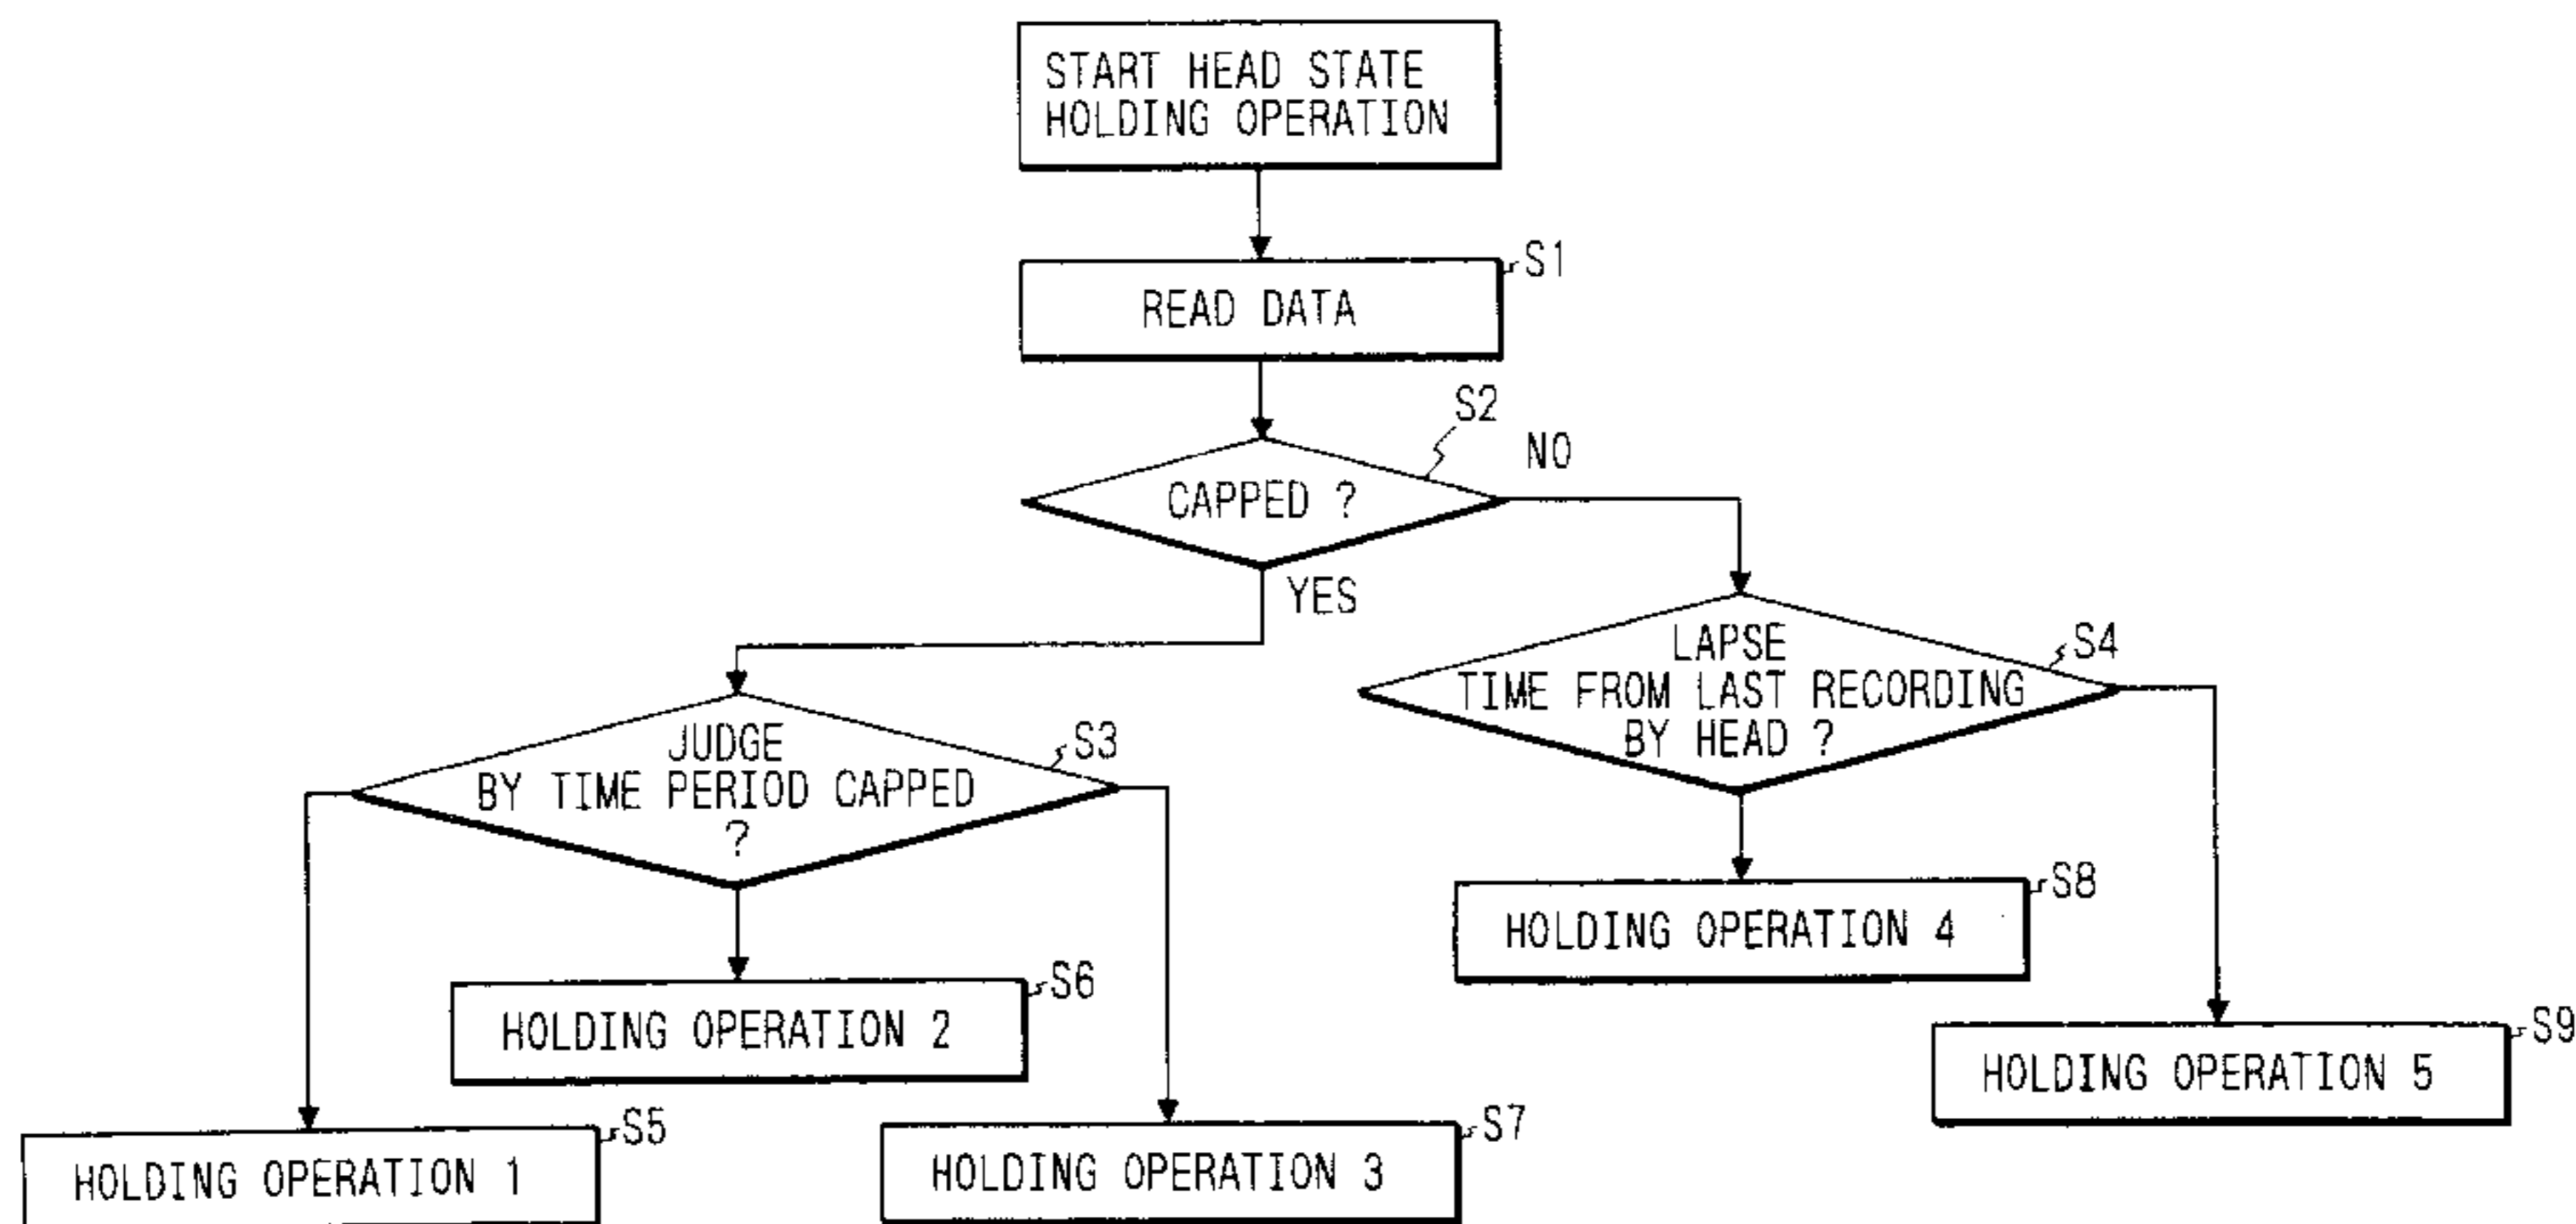 START HEAD STATE
HOLDING OPERATION
S1
READ DATA
S2
NO
CAPPED ?
YES
S4
LAPSE
TIME FROM LAST RECORDING
BY HEAD ?
S3
JUDGE
BY TIME PERIOD CAPPED
?
S8
HOLDING OPERATION 4
S6
HOLDING OPERATION 2
S9
HOLDING OPERATION 5
S5
HOLDING OPERATION 1
S7
HOLDING OPERATION 3